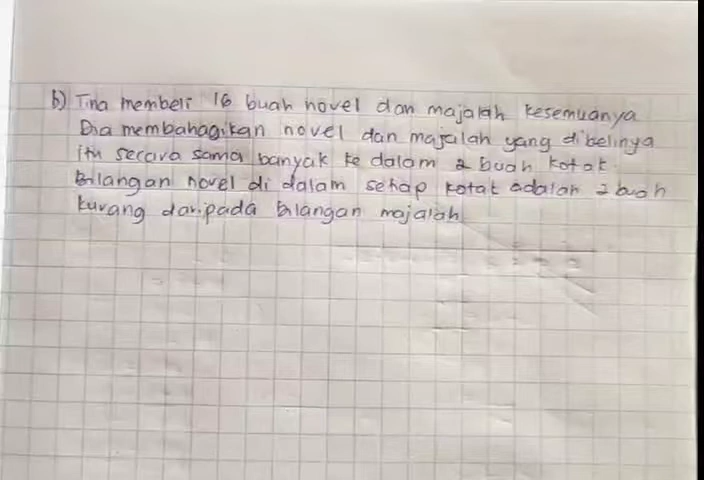 b) Tina membeli 16 buah novel dan majalah kesemuanya
Dia membahagikan novel dan majalah yang dibelinya
itu secara sama banyak ke dalam 2 buah kotak.
Bilangan novel di dalam setiap kotak adalah 2 buah
kurang daripada bilangan majalah